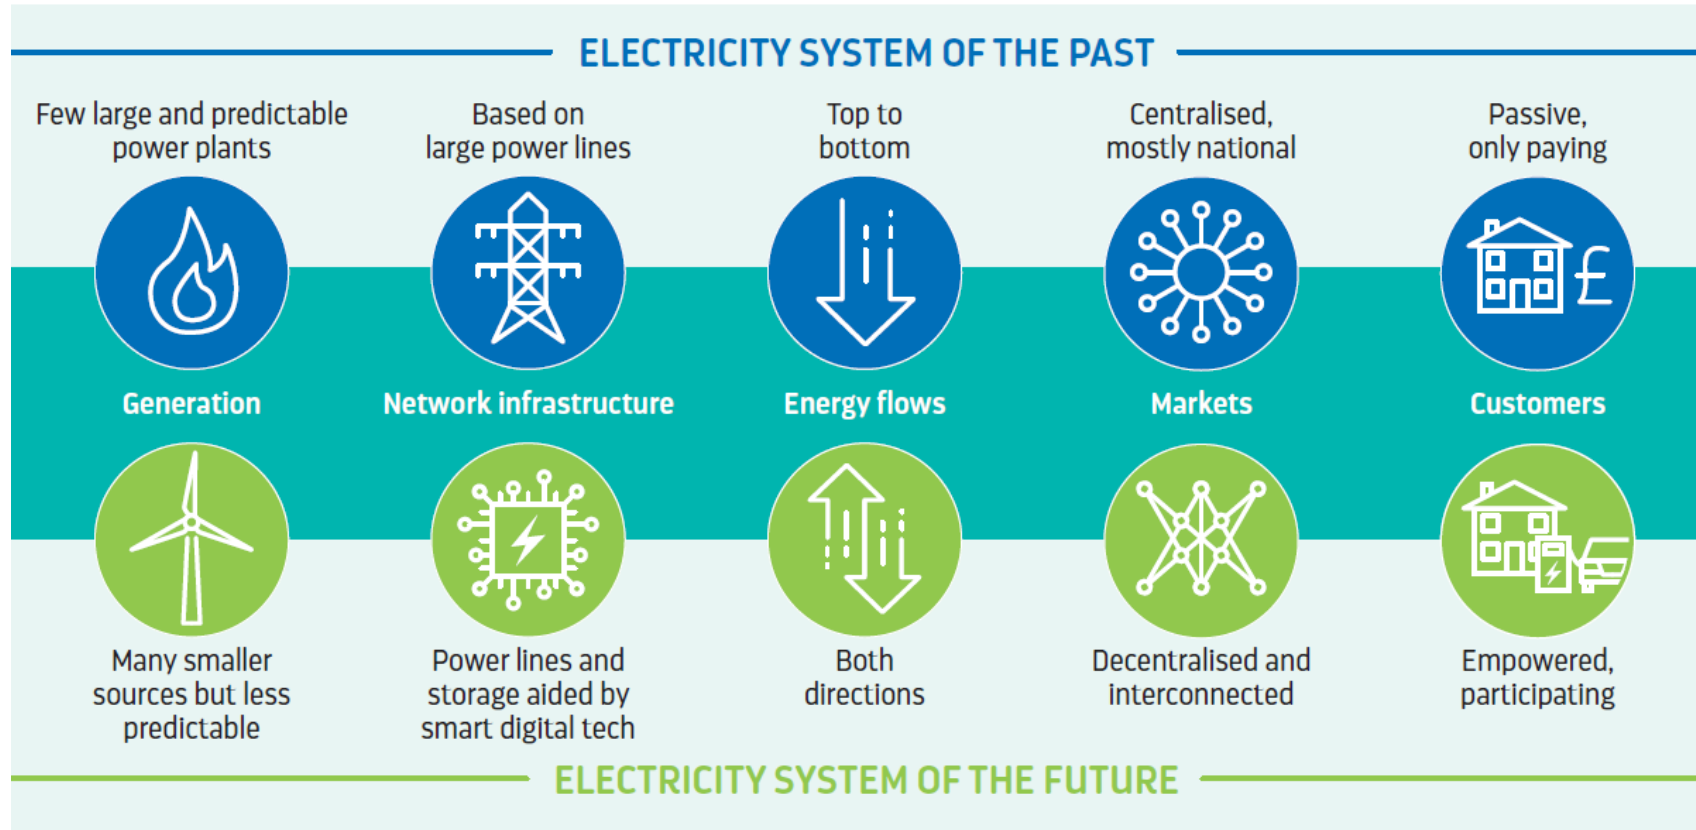 ELECTRICITY SYSTEM OF THE PAST
Few large and predictable
power plants
Based on
large power lines
Top to
bottom
Centralised,
mostly national
Passive,
only paying
£
Generation
Network infrastructure
Energy flows
Markets
Customers
Many smaller
sources but less
predictable
Power lines and
storage aided by
smart digital tech
Both
directions
Decentralised and
interconnected
Empowered,
participating
ELECTRICITY SYSTEM OF THE FUTURE